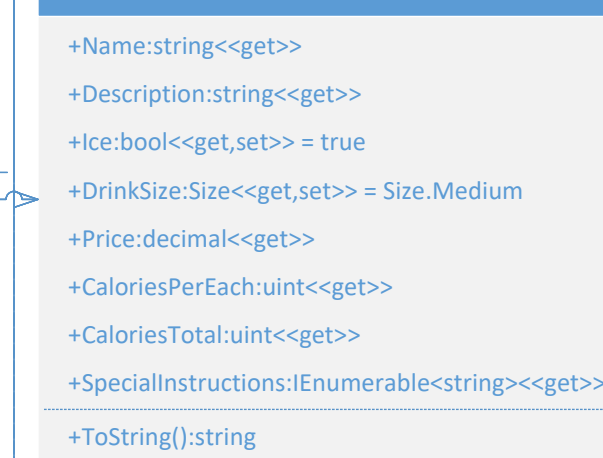 +Name:string<<get>>
+Description:string<<get>>
+Ice:bool<<get,set>> = true
+DrinkSize:Size<<get,set>> = Size.Medium
+Price:decimal<<get>>
+CaloriesPerEach:uint<<get>>
+CaloriesTotal:uint<<get>>
+SpecialInstructions:IEnumerable<string><<get>>
+ToString():string